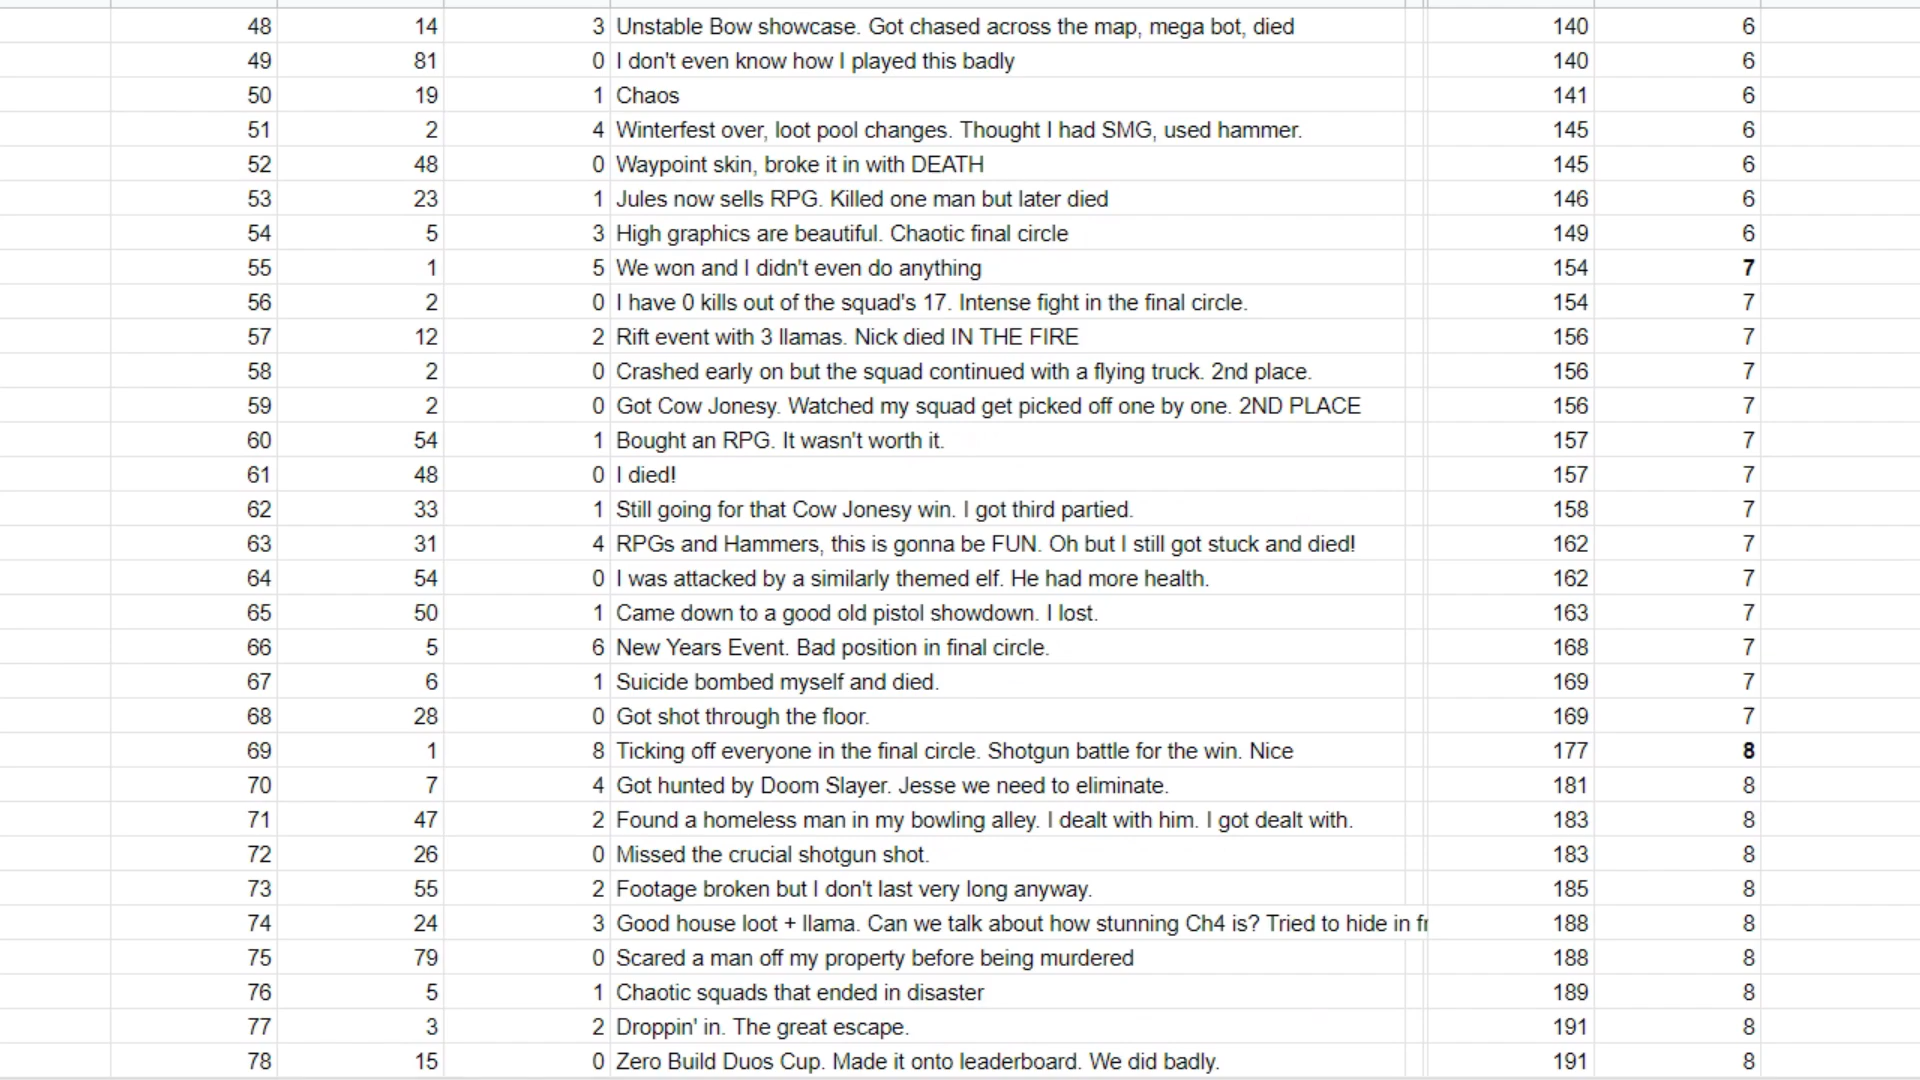 48 14 3 Unstable Bow showcase. Got chased across the map, mega bot, died 140 6
49 81 0 I don't even know how I played this badly 140 6
50 19 1 Chaos 141 6
51 2 4 Winterfest over, loot pool changes. Thought I had SMG, used hammer. 145 6
52 48 0 Waypoint skin, broke it in with DEATH 145 6
53 23 1 Jules now sells RPG. Killed one man but later died 146 6
54 5 3 High graphics are beautiful. Chaotic final circle 149 6
55 1 5 We won and I didn't even do anything 154 7
56 2 0 I have 0 kills out of the squad's 17. Intense fight in the final circle. 154 7
57 12 2 Rift event with 3 llamas. Nick died IN THE FIRE 156 7
58 2 0 Crashed early on but the squad continued with a flying truck. 2nd place. 156 7
59 2 0 Got Cow Jonesy. Watched my squad get picked off one by one. 2ND PLACE 156 7
60 54 1 Bought an RPG. It wasn't worth it. 157 7
61 48 0 I died! 157 7
62 33 1 Still going for that Cow Jonesy win. I got third partied. 158 7
63 31 4 RPGs and Hammers, this is gonna be FUN. Oh but I still got stuck and died! 162 7
64 54 0 I was attacked by a similarly themed elf. He had more health. 162 7
65 50 1 Came down to a good old pistol showdown. I lost. 163 7
66 5 6 New Years Event. Bad position in final circle. 168 7
67 6 1 Suicide bombed myself and died. 169 7
68 28 0 Got shot through the floor. 169 7
69 1 8 Ticking off everyone in the final circle. Shotgun battle for the win. Nice 177 8
70 7 4 Got hunted by Doom Slayer. Jesse we need to eliminate. 181 8
71 47 2 Found a homeless man in my bowling alley. I dealt with him. I got dealt with. 183 8
72 26 0 Missed the crucial shotgun shot. 183 8
73 55 2 Footage broken but I don't last very long anyway. 185 8
74 24 3 Good house loot + llama. Can we talk about how stunning Ch4 is? Tried to hide in 188 8
75 79 0 Scared a man off my property before being murdered 188 8
76 5 1 Chaotic squads that ended in disaster 189 8
77 3 2 Droppin' in. The great escape. 191 8
78 15 0 Zero Build Duos Cup. Made it onto leaderboard. We did badly. 191 8